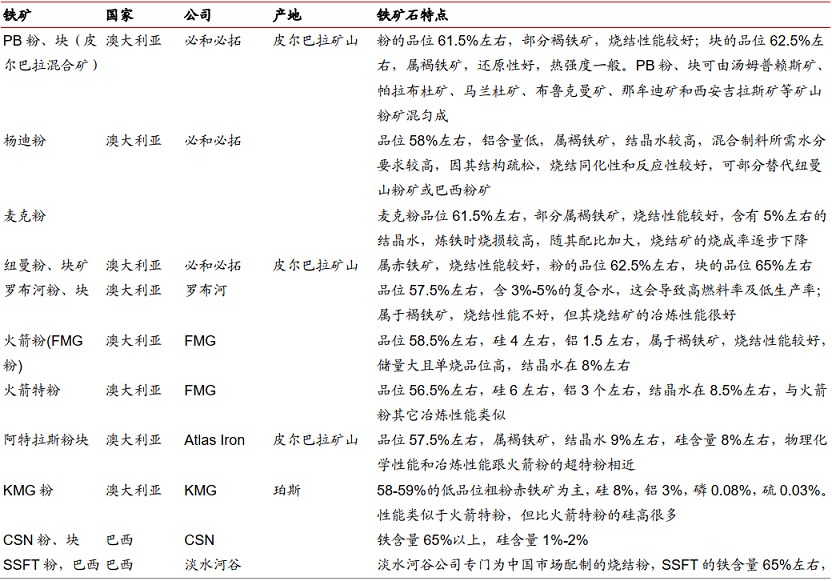 铁矿 国家 公司 产地 铁矿石特点
PB 粉、块（皮 澳大利亚 必和必拓 皮尔巴拉矿山 粉的品位 61.5%左右，部分褐铁矿，烧结性能较好；块的品位 62.5%左
尔巴拉混合矿） 右，属褐铁矿，还原性好，热强度一般。PB 粉、块可由汤姆普赖斯矿、
帕拉布杜矿、马兰杜矿、布鲁克曼矿、那牟迪矿和西安吉拉斯矿等矿山
粉矿混匀成
杨迪粉 澳大利亚 必和必拓 品位 58%左右，铝含量低，属褐铁矿，结晶水较高，混合制料所需水分
要求较高，因其结构疏松，烧结同化性和反应性较好，可部分替代纽曼
山粉矿或巴西粉矿
麦克粉 麦克粉品位 61.5%左右，部分属褐铁矿，烧结性能较好，含有 5%左右的
结晶水，炼铁时烧损较高，随其配比加大，烧结矿的烧成率逐步下降
纽曼粉、块矿 澳大利亚 必和必拓 皮尔巴拉矿山 属赤铁矿，烧结性能较好，粉的品位 62.5%左右，块的品位 65%左右
罗布河粉、块 澳大利亚 罗布河 品位 57.5%左右，含 3%-5%的复合水，这会导致高燃料率及低生产率；
属于褐铁矿，烧结性能不好，但其烧结矿的冶炼性能很好
火箭粉(FMG 澳大利亚 FMG 品位 58.5%左右，硅 4 左右，铝 1.5 左右，属于褐铁矿，烧结性能较好，
粉) 储量大且单烧品位高，结晶水在 8%左右
火箭特粉 澳大利亚 FMG 品位 56.5%左右，硅 6 左右，铝 3 个左右，结晶水在 8.5%左右，与火箭
粉其它冶炼性能类似
阿特拉斯粉块 澳大利亚 Atlas Iron 皮尔巴拉矿山 品位 57.5%左右，属褐铁矿，结晶水 9%左右，硅含量 8%左右，物理化
学性能和冶炼性能跟火箭粉的超特粉相近
KMG 粉 澳大利亚 KMG 珀斯 58-59%的低品位粗粉赤铁矿为主，硅 8%，铝 3%，磷 0.08%，硫 0.03%。
性能类似于火箭特粉，但比火箭特粉的硅高很多
CSN 粉、块 巴西 CSN 铁含量 65%以上，硅含量 1%-2%
SSFT 粉，巴西 巴西 淡水河谷 淡水河谷公司专门为中国市场配制的烧结粉，SSFT 的铁含量 65%左右，